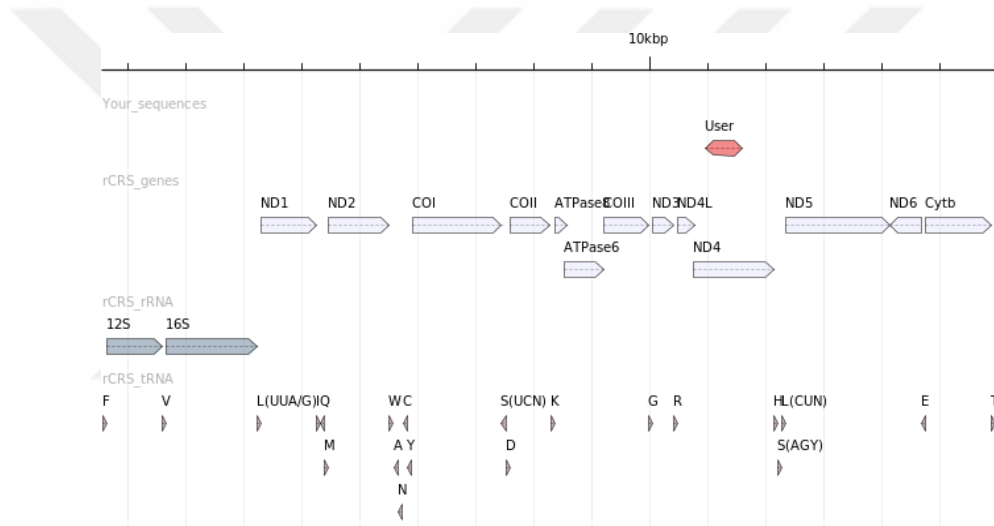 10kbp
Your_sequences
User
rCRS_genes
ND1 ND2 COI COII ATPase8 COIII ND3 ND4L ND5 ND6 Cytb
ATPase6 ND4
rCRS_rRNA
12S 16S
rCRS_tRNA
F V L(UUA/G) I Q W C S(UCN) K G R H L(CUN) E T
M A Y D S(AGY)
N